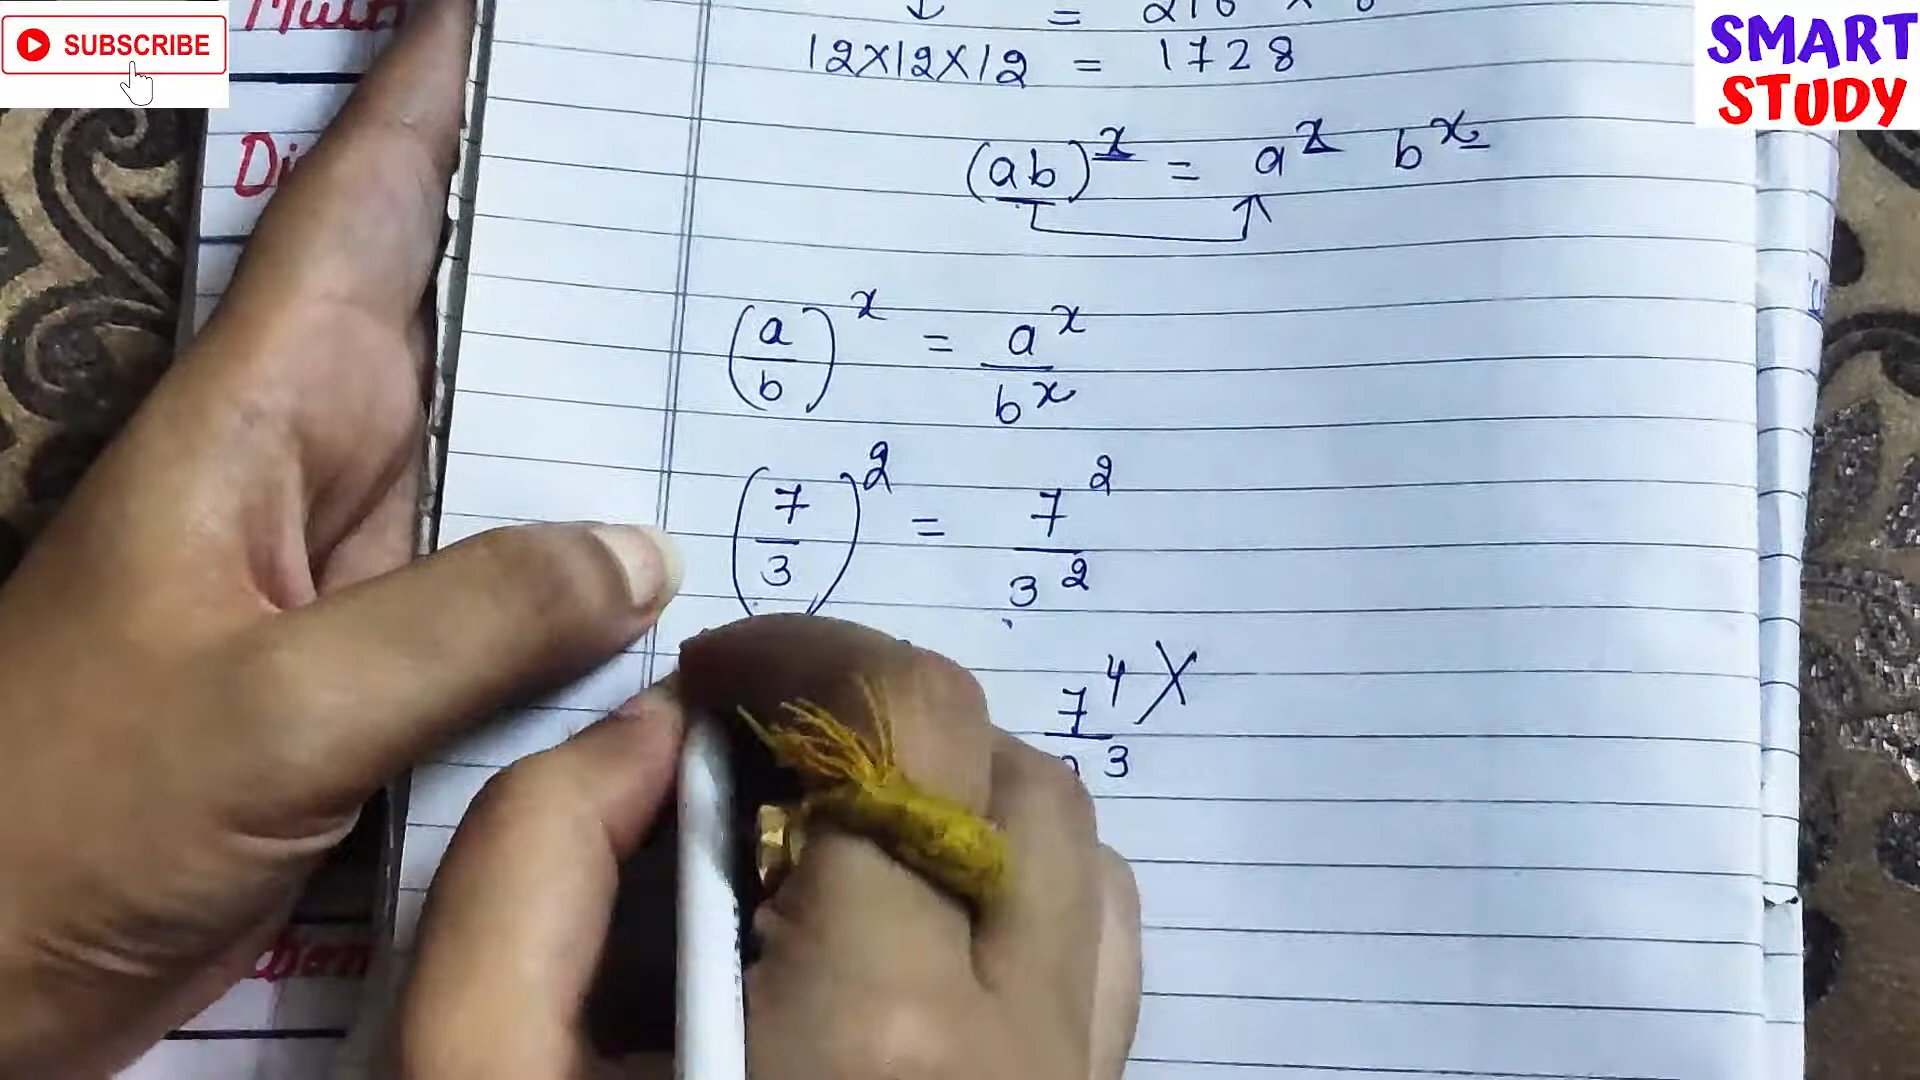 SUBSCRIBE
SMART
STUDY
12×12×12 = 1728
(ab)^x = a^x b^x
(a/b)^x = a^x/b^x
(7/3)^2 = 7^2/3^2
7^4 X
3